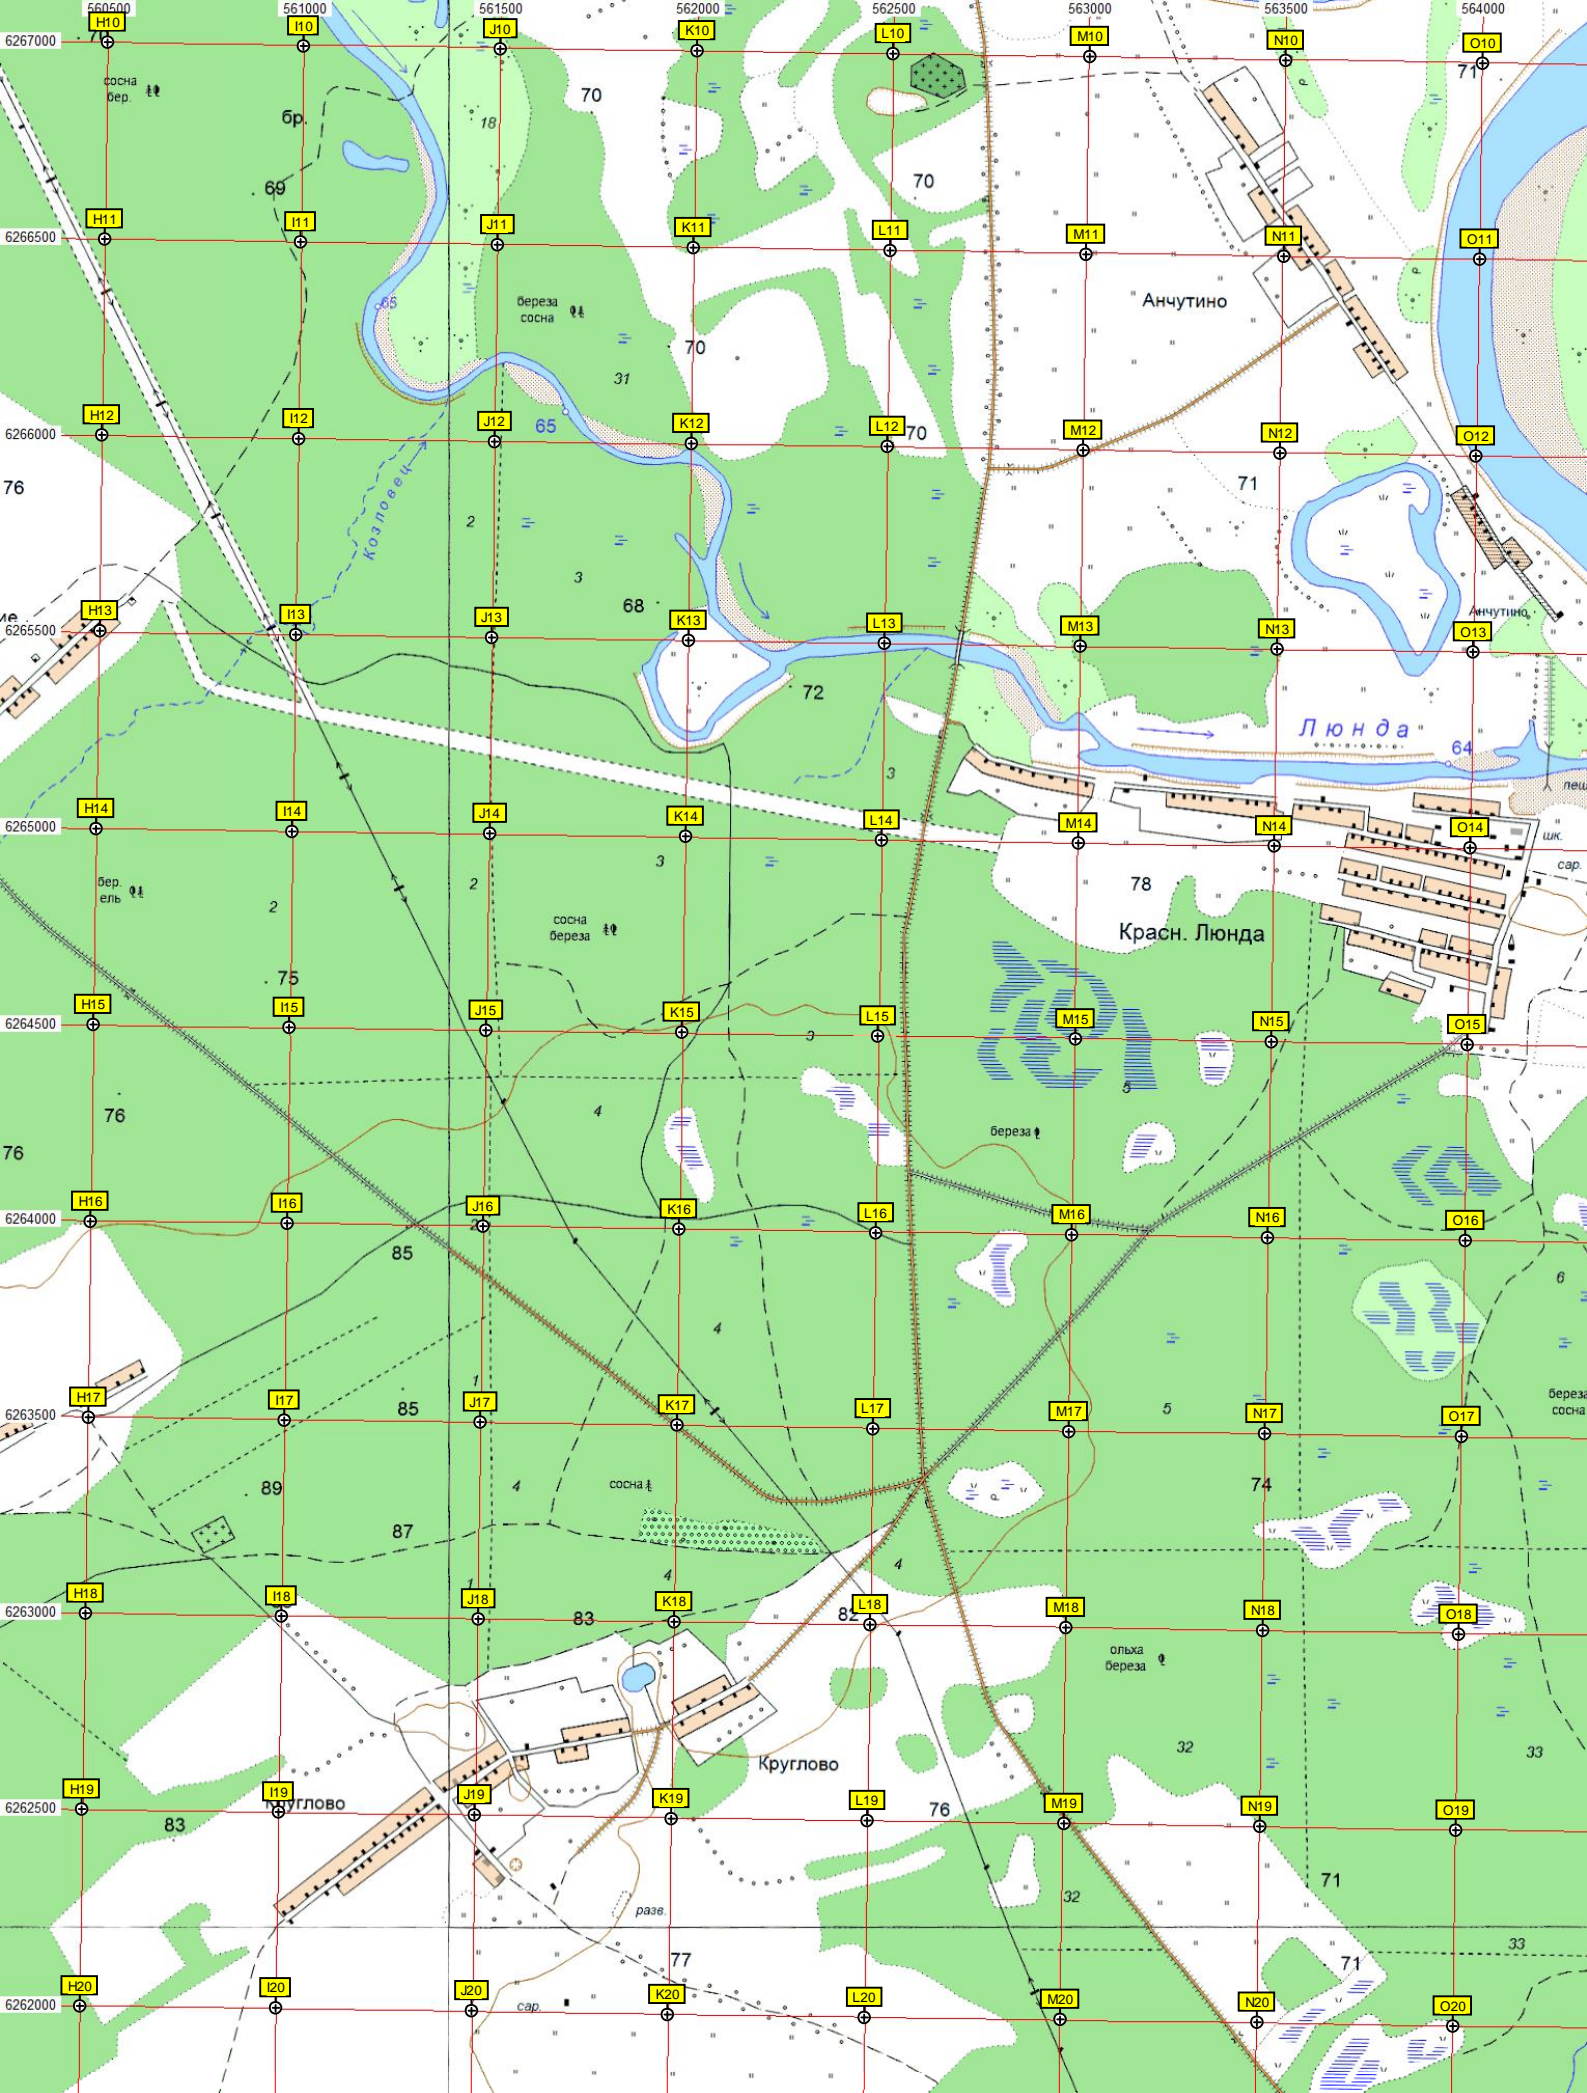 560500 561000 561500 562000 562500 563000 563500 564000
H10 I10 J10 K10 L10 M10 N10 O10
6267000
71
сосна
бер.
70
18
бр.
69
70
H11 I11 J11 K11 L11 M11 N11 O11
6266500
р
р
65
береза
сосна
Анчутино
70
31
H12 I12 J12 K12 L12 M12 N12 O12
6266000
65
70
76
71
Козловец
2
3
68
H13 I13 J13 K13 L13 M13 N13 O13
6265500
Анчутино
72
Люнда
64
3
H14 I14 J14 K14 L14 M14 N14 O14
6265000
шк.
сар.
3
78
бер.
ель
2
2
сосна
береза
Красн. Люнда
75
H15 I15 J15 K15 L15 M15 N15 O15
6264500
3
5
76
4
береза
76
H16 I16 J16 K16 L16 M16 N16 O16
6264000
85
6
4
береза
сосна
1
H17 I17 J17 K17 L17 M17 N17 O17
6263500
85
5
89
4
сосна
р
74
87
4
4
1
H18 I18 J18 K18 L18 M18 N18 O18
6263000
83
82
ольха
береза
32
33
Круглово
H19 I19 J19 K19 L19 M19 N19 O19
6262500
Круглово
83
76
71
32
разв.
77
33
71
H20 I20 J20 K20 L20 M20 N20 O20
6262000
сар.